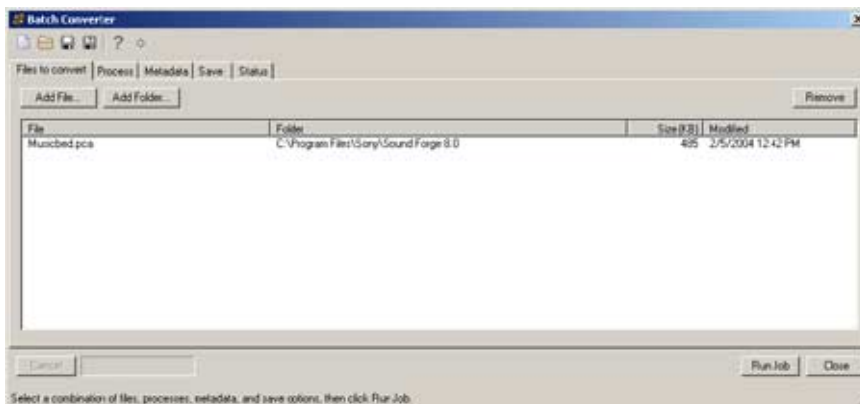 Batch Converter
Files to convert Process Metadata Save Status
Add File... Add Folder... Remove
File Folder Size (KB) Modified
Musicbed.pca C:\Program Files\Sony\Sound Forge 8.0 485 2/5/2004 12:42 PM
Cancel Run Job Close
Select a combination of files, processes, metadata, and save options, then click Run Job.